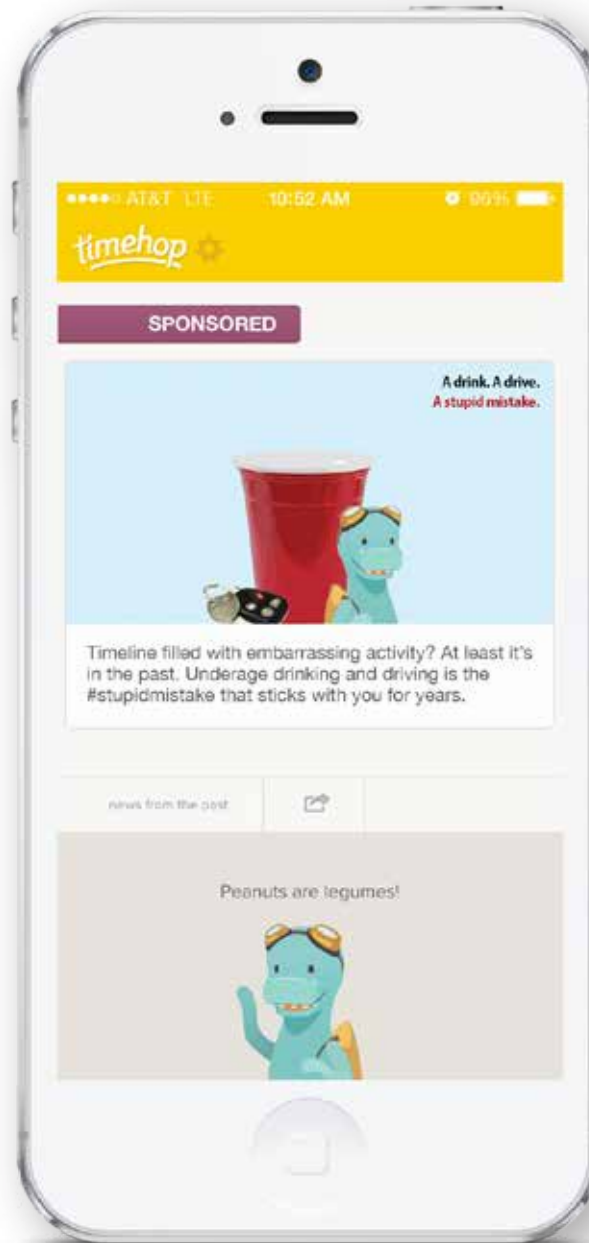 AT&T LTE 10:52 AM 96%
timehop
SPONSORED
A drink. A drive.
A stupid mistake.
Timeline filled with embarrassing activity? At least it's
in the past. Underage drinking and driving is the
#stupidmistake that sticks with you for years.
news from the past
Peanuts are legumes!